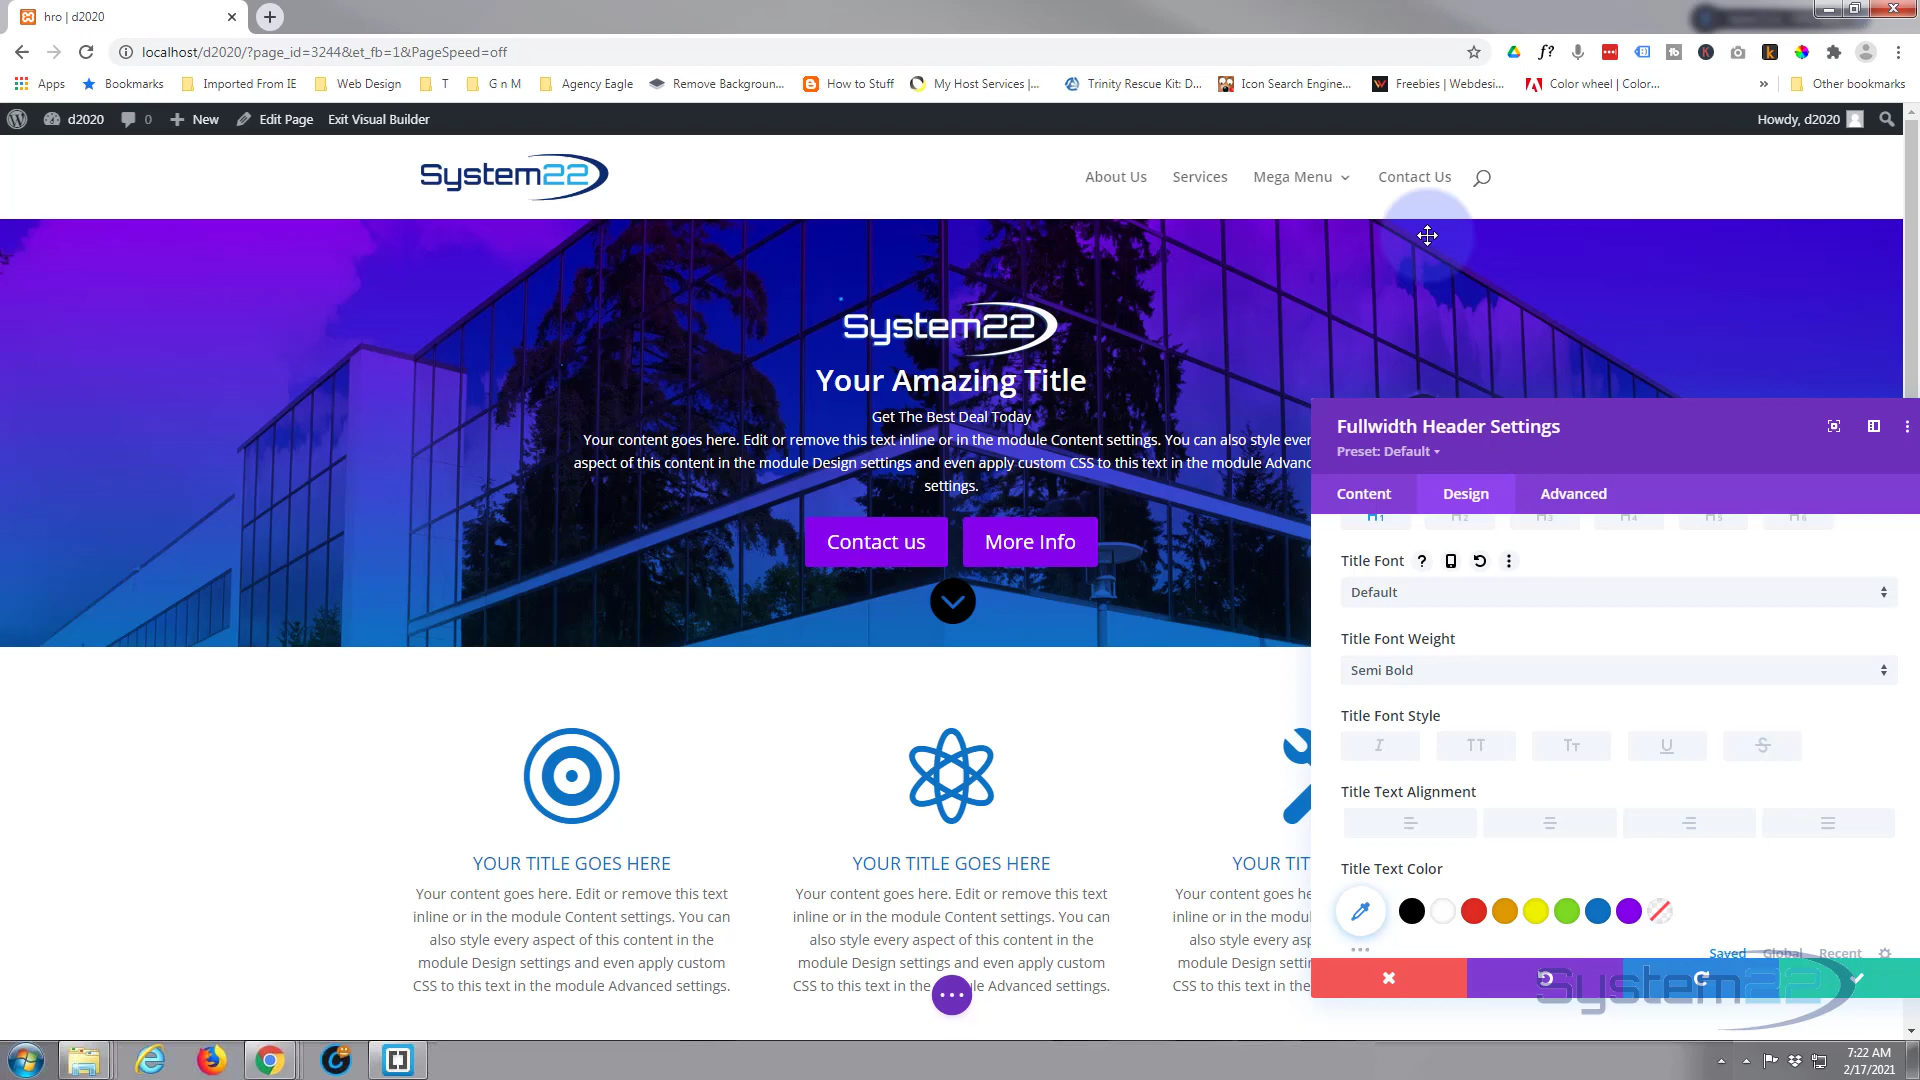 hro | d2020
localhost/d2020/?page_id=3244&et_fb=1&PageSpeed=off
Apps Bookmarks Imported From IE Web Design T G n M Agency Eagle Remove Backgroun... How to Stuff My Host Services |... Trinity Rescue Kit: D... Icon Search Engine... Freebies | Webdesi... Color wheel | Color... » Other bookmarks
d2020 0 New Edit Page Exit Visual Builder Howdy, d2020
System22
About Us Services Mega Menu Contact Us
System22
Your Amazing Title
Get The Best Deal Today
Your content goes here. Edit or remove this text inline or in the module Content settings. You can also style ever
aspect of this content in the module Design settings and even apply custom CSS to this text in the module Advan
settings.
Contact us More Info
Fullwidth Header Settings
Preset: Default
Content Design Advanced
H1 H2 H3 H4 H5 H6
Title Font ?
Default
Title Font Weight
Semi Bold
Title Font Style
I TT Tт U S
Title Text Alignment
Title Text Color
Saved Global Recent
System22
YOUR TITLE GOES HERE
Your content goes here. Edit or remove this text
inline or in the module Content settings. You can
also style every aspect of this content in the
module Design settings and even apply custom
CSS to this text in the module Advanced settings.
YOUR TITLE GOES HERE
Your content goes here. Edit or remove this text
inline or in the module Content settings. You can
also style every aspect of this content in the
module Design settings and even apply custom
CSS to this text in the module Advanced settings.
YOUR TIT
Your content goes he
inline or in the modul
also style every aspe
module Design settin
CSS to this text in the
7:22 AM
2/17/2021